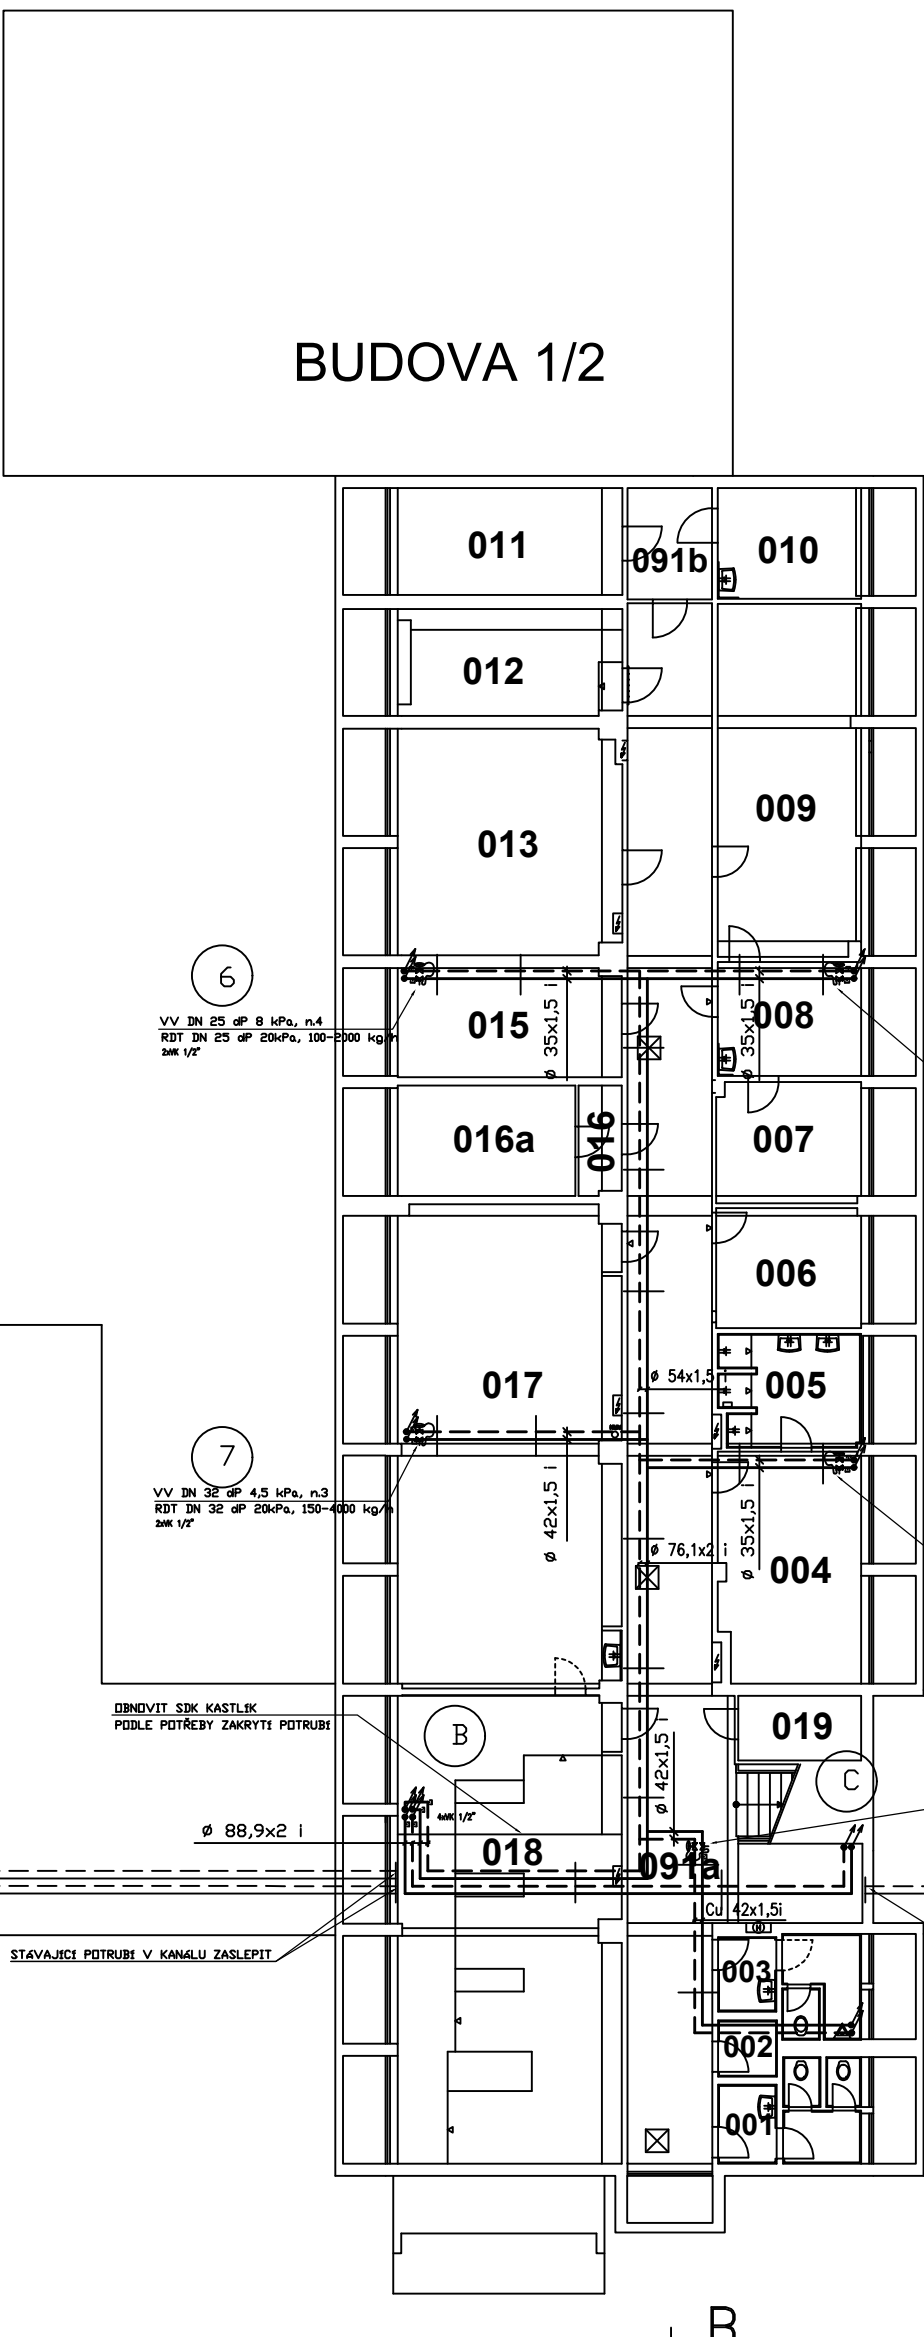 BUDOVA 1/2
011
091b
010
012
013
009
6
VV DN 25 dP 8 kPa, n.4
RDT DN 25 dP 20kPa, 100-2000 kg/h
2xVK 1/2"
015
Ø 35x1,5 i
Ø 35x1,5 i
008
016a
016
007
006
017
Ø 54x1,5 i
005
7
VV DN 32 dP 4,5 kPa, n.3
RDT DN 32 dP 20kPa, 150-4000 kg/h
2xVK 1/2"
Ø 42x1,5 i
Ø 76,1x2 i
Ø 35x1,5 i
004
OBNOVIT SDK KASTLÍK
PODLE POTŘEBY ZAKRYTÍ POTRUBÍ
B
Ø 42x1,5 i
019
C
4xVK 1/2"
Ø 88,9x2 i
018
091a
Cu 42x1,5i
STÁVAJÍCÍ POTRUBÍ V KANÁLU ZASLEPIT
003
002
001
B